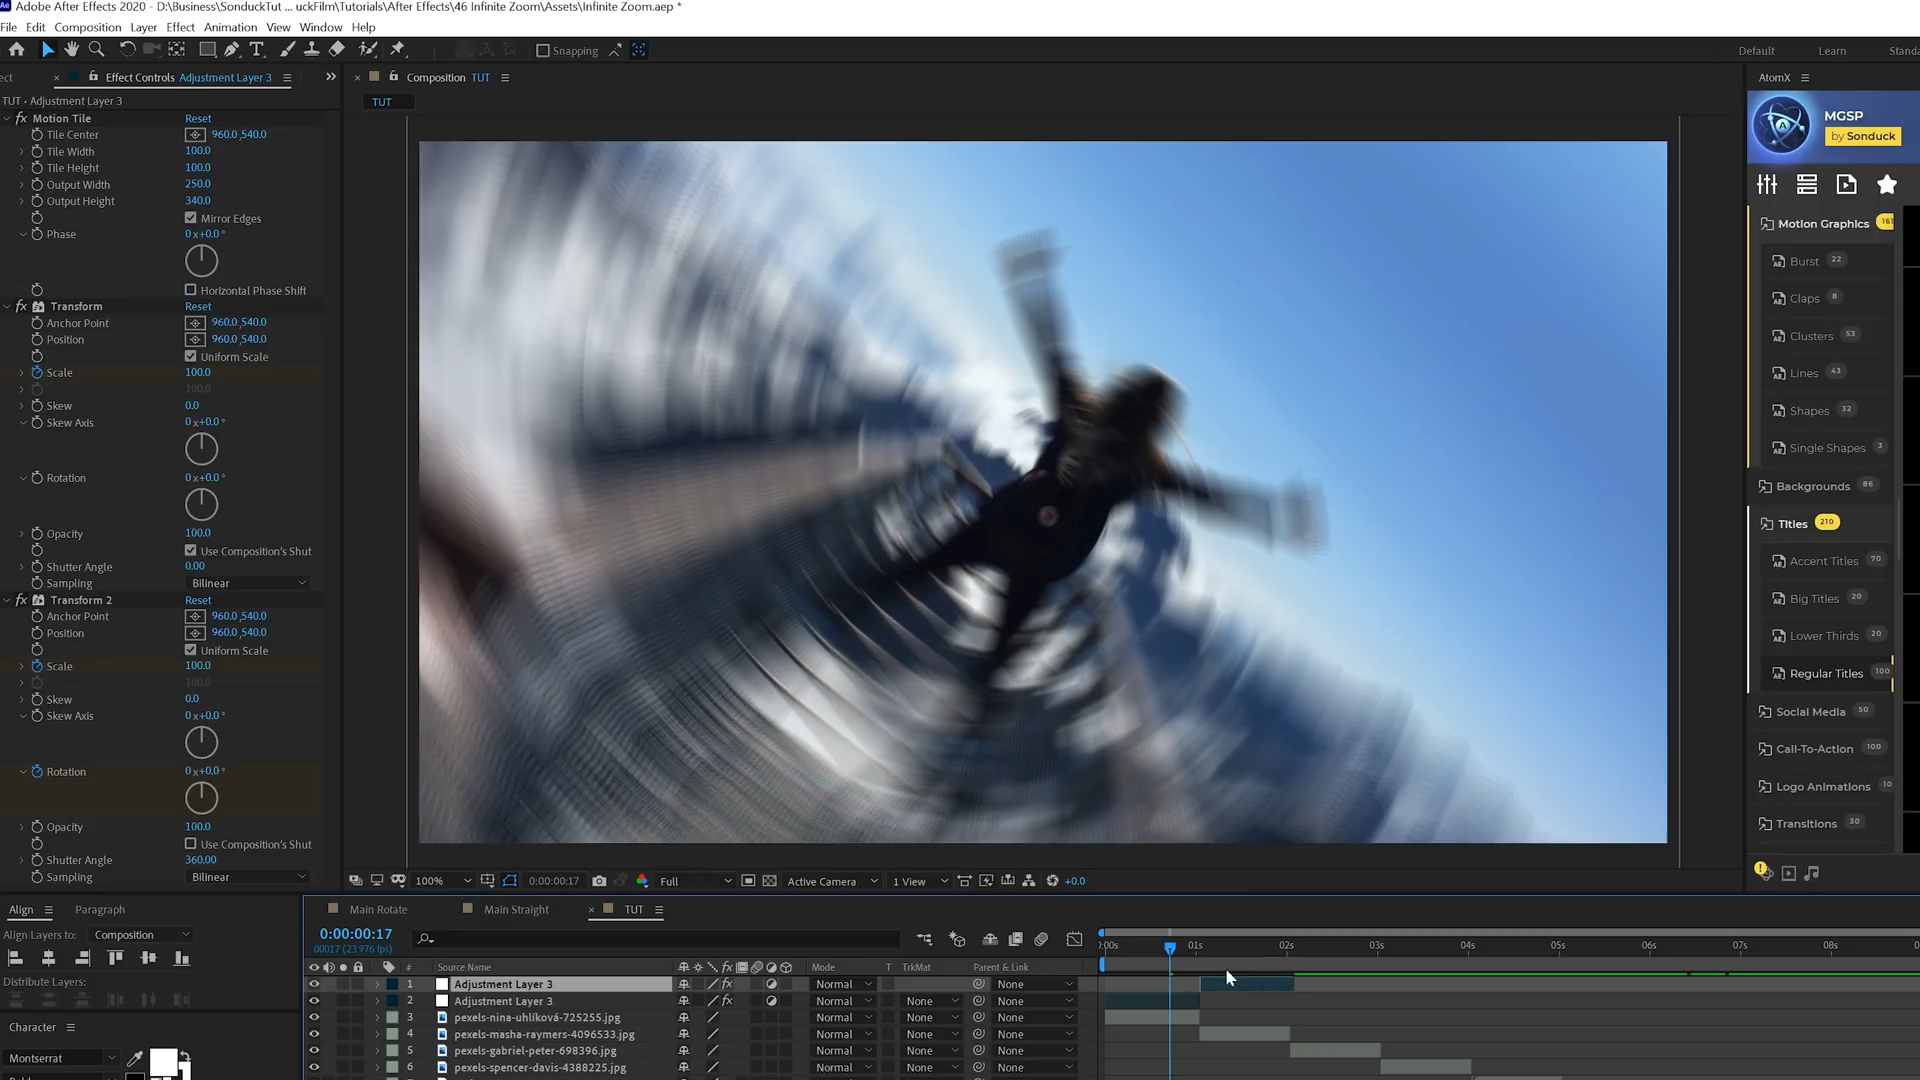 Adobe After Effects 2020 - D:\Business\SonduckTut ... uckFilm\Tutorials\After Effects\46 Infinite Zoom\Assets\Infinite Zoom.aep *
File Edit Composition Layer Effect Animation View Window Help
Snapping
Default Learn Standa
Effect Controls Adjustment Layer 3
Composition TUT
AtomX
TUT • Adjustment Layer 3
TUT
MGSP
by Sonduck
fx Motion Tile Reset
Tile Center 960.0,540.0
Tile Width 100.0
Tile Height 100.0
Output Width 250.0
Output Height 340.0
Mirror Edges
Phase 0x+0.0°
Horizontal Phase Shift
fx Transform Reset
Anchor Point 960.0,540.0
Position 960.0,540.0
Uniform Scale
Scale 100.0
100.0
Skew 0.0
Skew Axis 0x+0.0°
Rotation 0x+0.0°
Opacity 100.0
Use Composition's Shut
Shutter Angle 0.00
Sampling Bilinear
fx Transform 2 Reset
Anchor Point 960.0,540.0
Position 960.0,540.0
Uniform Scale
Scale 100.0
100.0
Skew 0.0
Skew Axis 0x+0.0°
Rotation 0x+0.0°
Opacity 100.0
Use Composition's Shut
Shutter Angle 360.00
Sampling Bilinear
Motion Graphics 161
Burst 22
Claps 8
Clusters 53
Lines 43
Shapes 32
Single Shapes 3
Backgrounds 86
Titles 210
Accent Titles 70
Big Titles 20
Lower Thirds 20
Regular Titles 100
Social Media 50
Call-To-Action 100
Logo Animations 10
Transitions 30
100% 0:00:00:17 Full Active Camera 1 View +0.0
Align Paragraph
Align Layers to: Composition
Distribute Layers:
Character
Montserrat
Main Rotate Main Straight TUT
0:00:00:17
00017 (23.976 fps)
:00s 01s 02s 03s 04s 05s 06s 07s 08s
# Source Name fx Mode T TrkMat Parent & Link
1 Adjustment Layer 3 fx Normal None
2 Adjustment Layer 3 fx Normal None None
3 pexels-nina-uhlíková-725255.jpg Normal None None
4 pexels-masha-raymers-4096533.jpg Normal None None
5 pexels-gabriel-peter-698396.jpg Normal None None
6 pexels-spencer-davis-4388225.jpg Normal None None